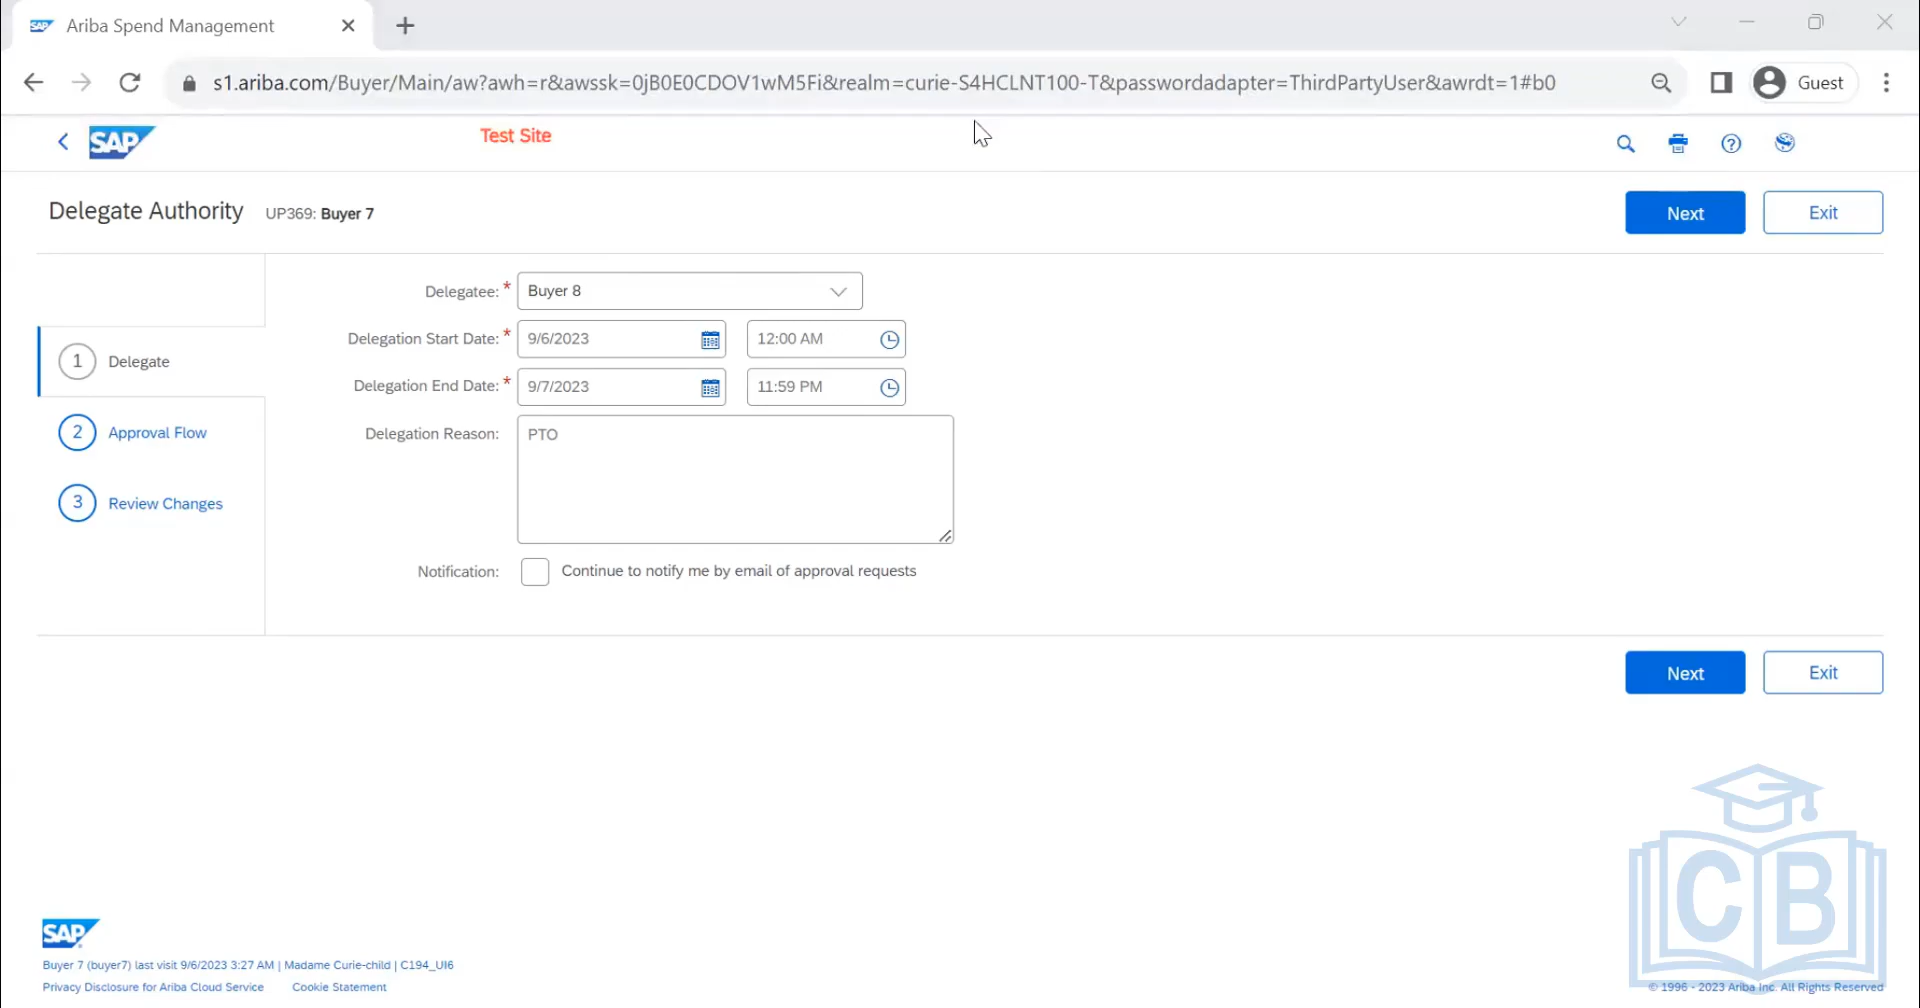 SAP Ariba Spend Management
s1.ariba.com/Buyer/Main/aw?awh=r&awssk=0jB0E0CDOV1wM5Fi&realm=curie-S4HCLNT100-T&passwordadapter=ThirdPartyUser&awrdt=1#b0
Guest
SAP
Test Site
Delegate Authority UP369: Buyer 7
Next Exit
Delegatee: * Buyer 8
Delegation Start Date: * 9/6/2023 12:00 AM
1 Delegate
Delegation End Date: * 9/7/2023 11:59 PM
2 Approval Flow
Delegation Reason: PTO
3 Review Changes
Notification: Continue to notify me by email of approval requests
Next Exit
CB
SAP
Buyer 7 (buyer7) last visit 9/6/2023 3:27 AM | Madame Curie-child | C194_UI6
Privacy Disclosure for Ariba Cloud Service Cookie Statement
© 1996 - 2023 Ariba Inc. All Rights Reserved